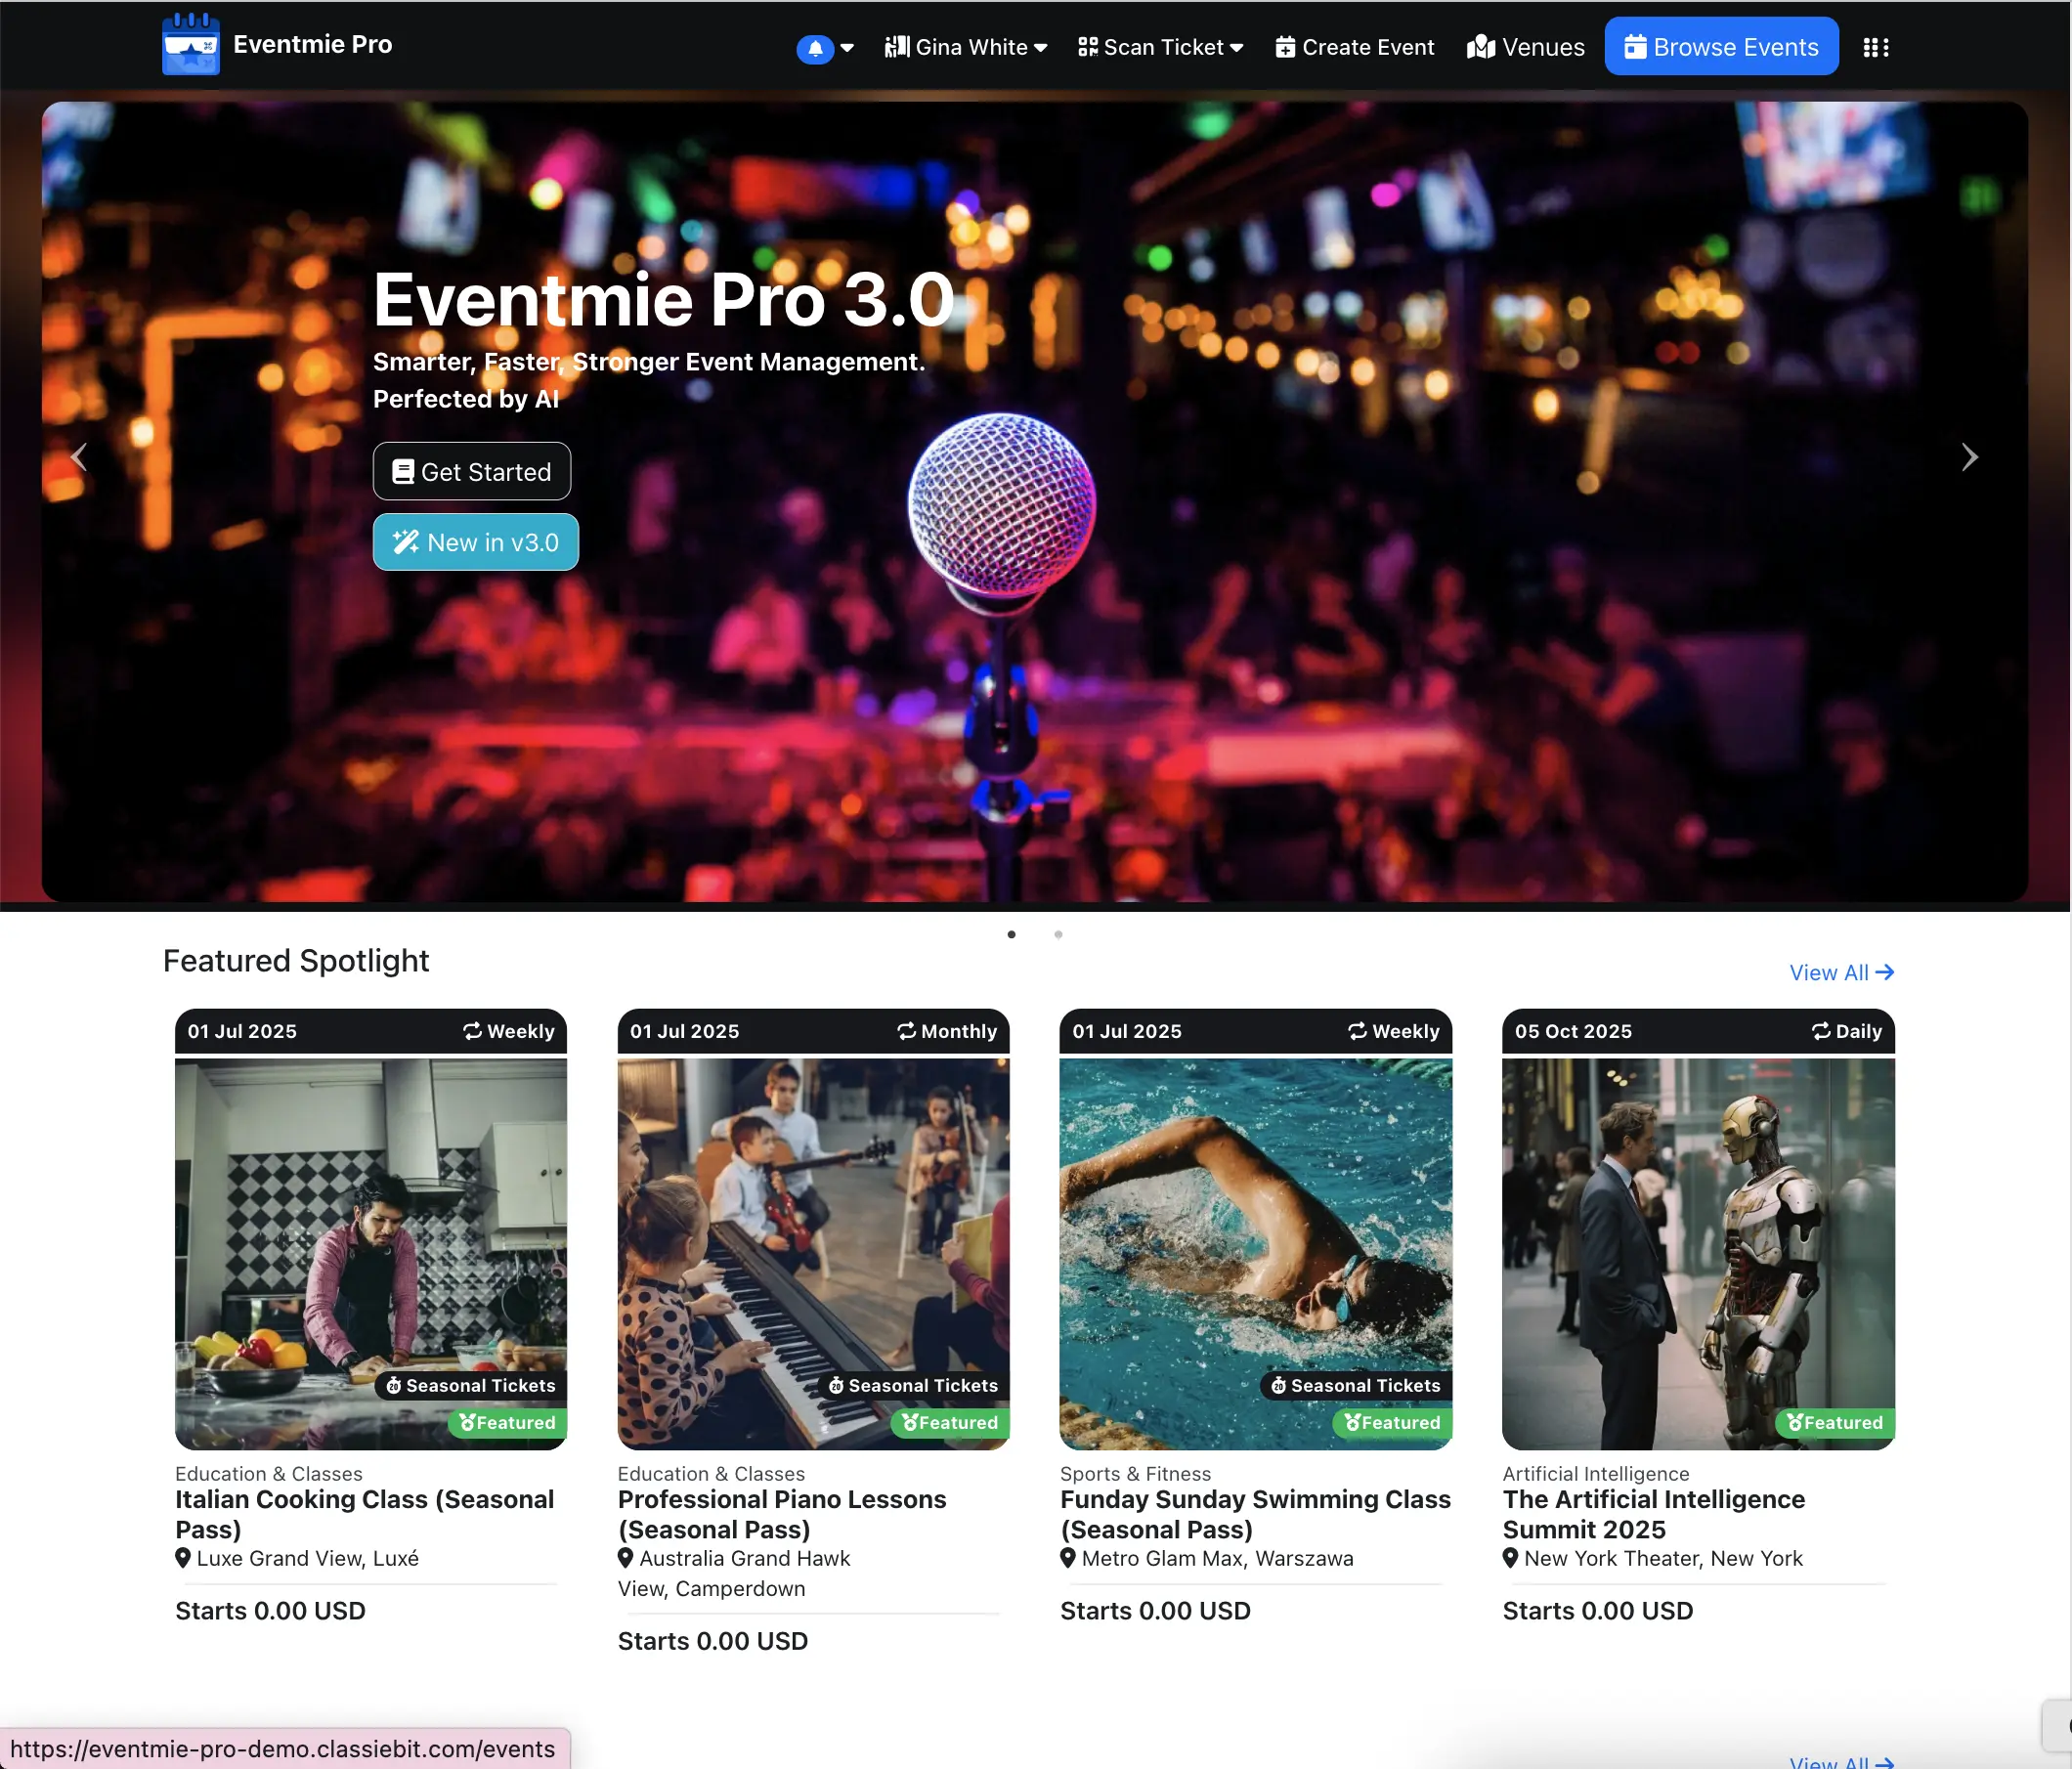 Eventmie Pro
Gina White
Scan Ticket
Create Event
Venues
Browse Events
Eventmie Pro 3.0
Smarter, Faster, Stronger Event Management.
Perfected by AI
Get Started
New in v3.0
Featured Spotlight
View All
01 Jul 2025 Weekly
Seasonal Tickets
Featured
Education & Classes
Italian Cooking Class (Seasonal
Pass)
Luxe Grand View, Luxé
Starts 0.00 USD
01 Jul 2025 Monthly
Seasonal Tickets
Featured
Education & Classes
Professional Piano Lessons
(Seasonal Pass)
Australia Grand Hawk
View, Camperdown
Starts 0.00 USD
01 Jul 2025 Weekly
Seasonal Tickets
Featured
Sports & Fitness
Funday Sunday Swimming Class
(Seasonal Pass)
Metro Glam Max, Warszawa
Starts 0.00 USD
05 Oct 2025 Daily
Featured
Artificial Intelligence
The Artificial Intelligence
Summit 2025
New York Theater, New York
Starts 0.00 USD
https://eventmie-pro-demo.classiebit.com/events
View All